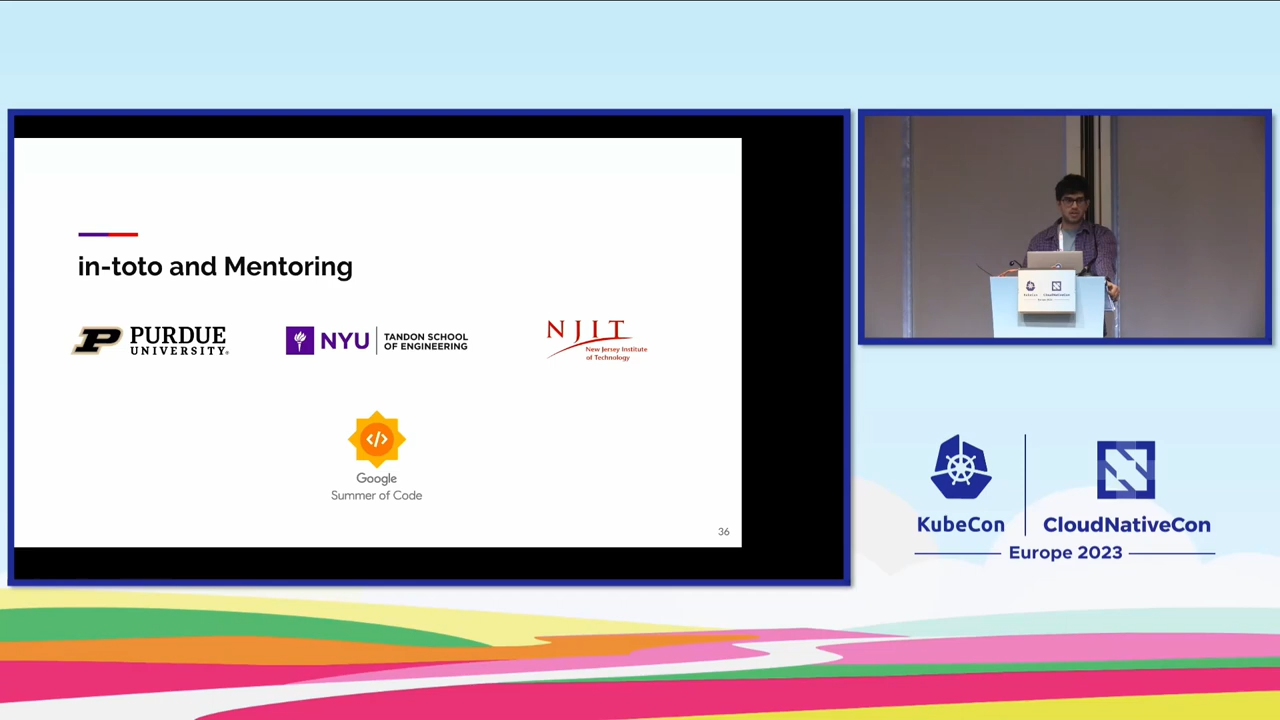 in-toto and Mentoring
PURDUE
UNIVERSITY®
NYU
TANDON SCHOOL
OF ENGINEERING
NJIT
New Jersey Institute
of Technology
</>
Google
Summer of Code
36
KubeCon
CloudNativeCon
Europe 2023